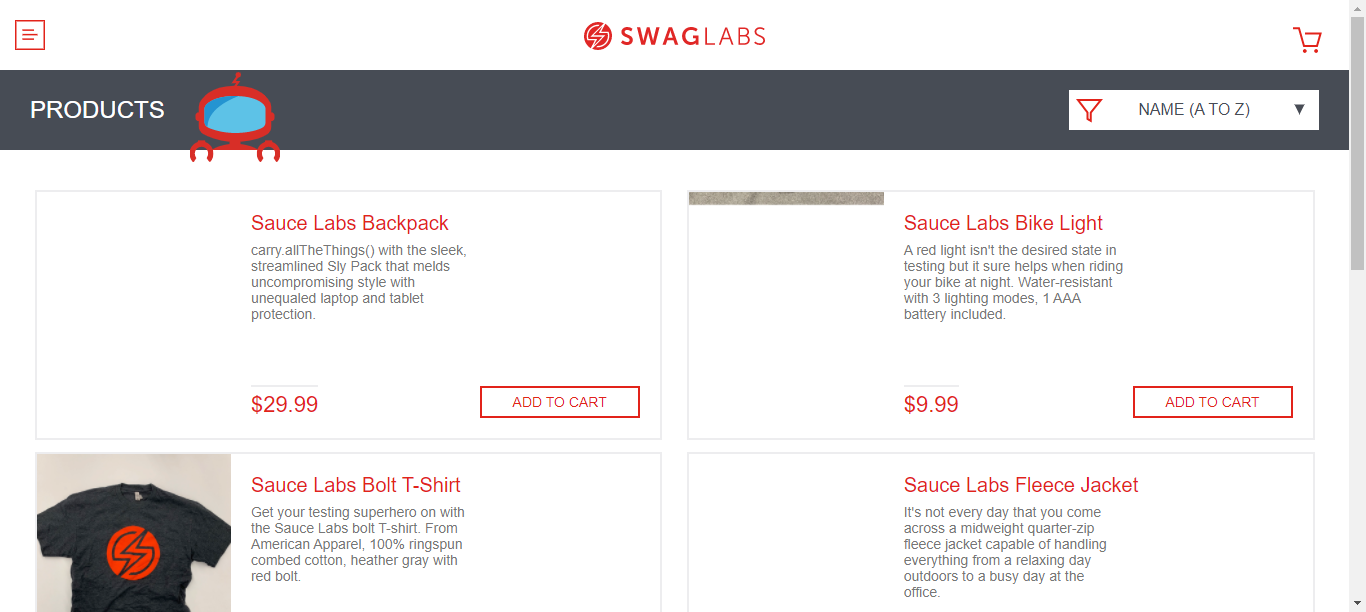 SWAGLABS
PRODUCTS
NAME (A TO Z)
Sauce Labs Backpack
carry.allTheThings() with the sleek,
streamlined Sly Pack that melds
uncompromising style with
unequaled laptop and tablet
protection.
$29.99
ADD TO CART
Sauce Labs Bike Light
A red light isn't the desired state in
testing but it sure helps when riding
your bike at night. Water-resistant
with 3 lighting modes, 1 AAA
battery included.
$9.99
ADD TO CART
Sauce Labs Bolt T-Shirt
Get your testing superhero on with
the Sauce Labs bolt T-shirt. From
American Apparel, 100% ringspun
combed cotton, heather gray with
red bolt.
Sauce Labs Fleece Jacket
It's not every day that you come
across a midweight quarter-zip
fleece jacket capable of handling
everything from a relaxing day
outdoors to a busy day at the
office.